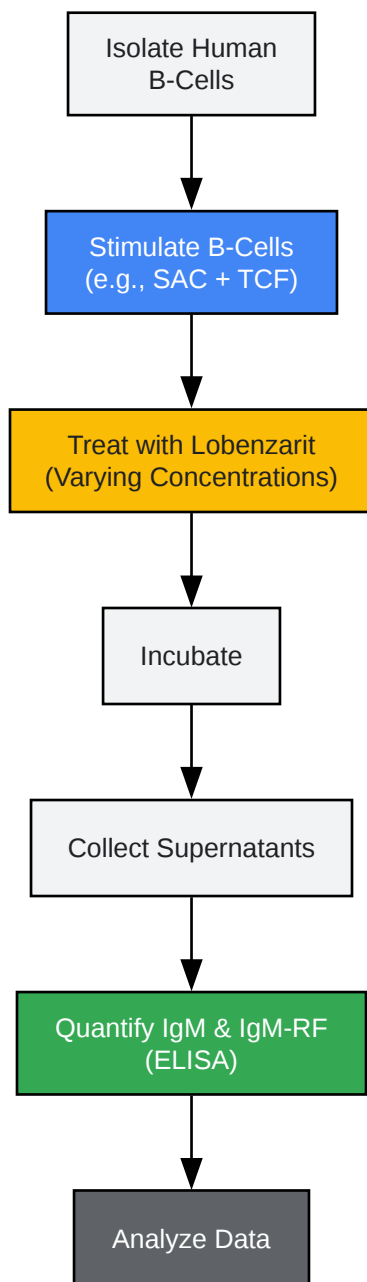 Isolate Human
B-Cells
Stimulate B-Cells
(e.g., SAC + TCF)
Treat with Lobenzarit
(Varying Concentrations)
Incubate
Collect Supernatants
Quantify IgM & IgM-RF
(ELISA)
Analyze Data